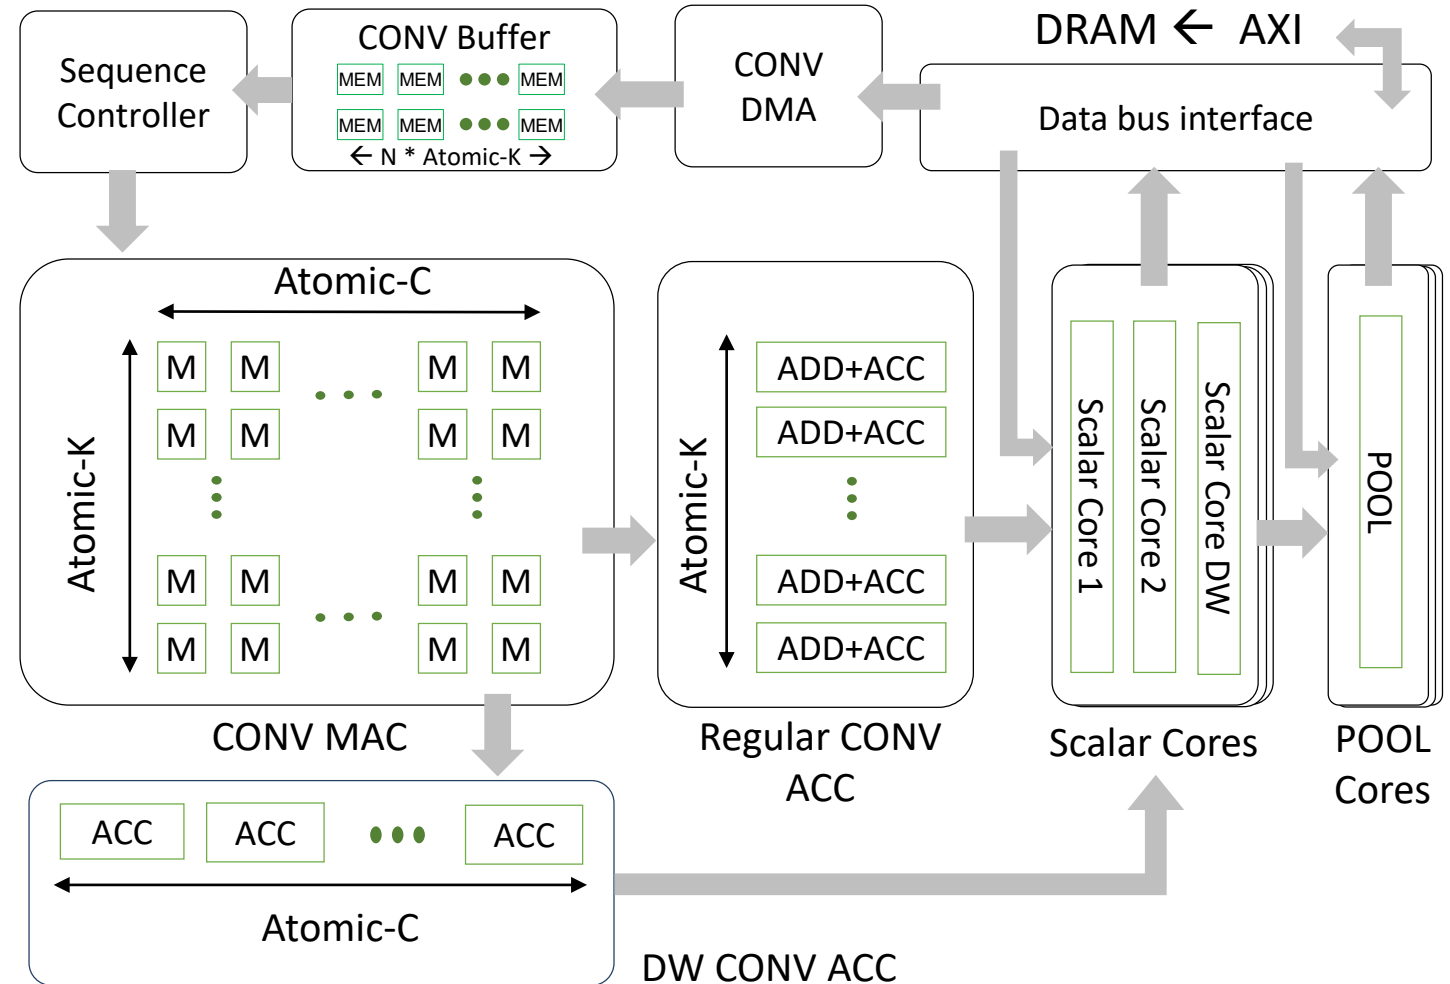 Sequence
Controller
CONV Buffer
MEM MEM MEM
MEM MEM MEM
← N * Atomic-K →
CONV
DMA
DRAM ← AXI
Data bus interface
Atomic-C
Atomic-K
M M M M
M M M M
M M M M
M M M M
CONV MAC
Atomic-K
ADD+ACC
ADD+ACC
ADD+ACC
ADD+ACC
Regular CONV
ACC
Scalar Core 1
Scalar Core 2
Scalar Core DW
Scalar Cores
POOL
POOL
Cores
ACC ACC ACC
Atomic-C
DW CONV ACC